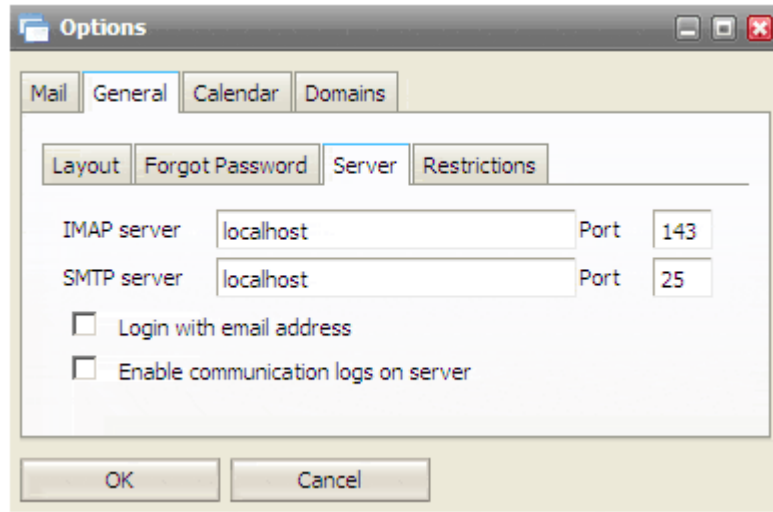 Options
Mail General Calendar Domains
Layout Forgot Password Server Restrictions
IMAP server localhost Port 143
SMTP server localhost Port 25
Login with email address
Enable communication logs on server
OK Cancel